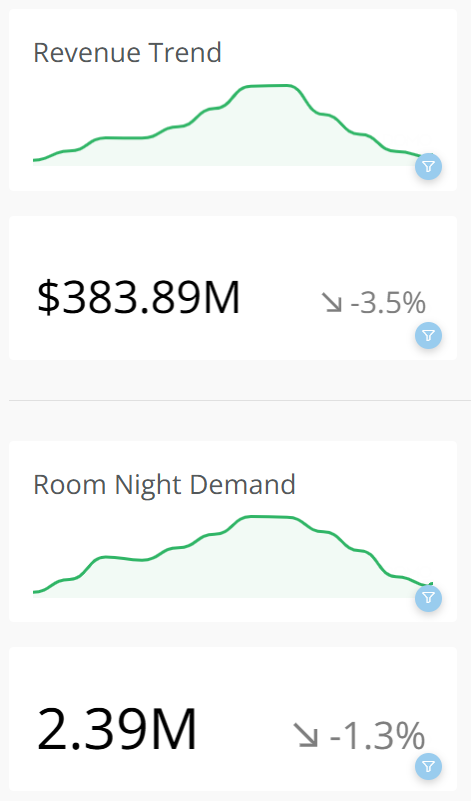 Revenue Trend
$383.89M -3.5%
Room Night Demand
2.39M -1.3%